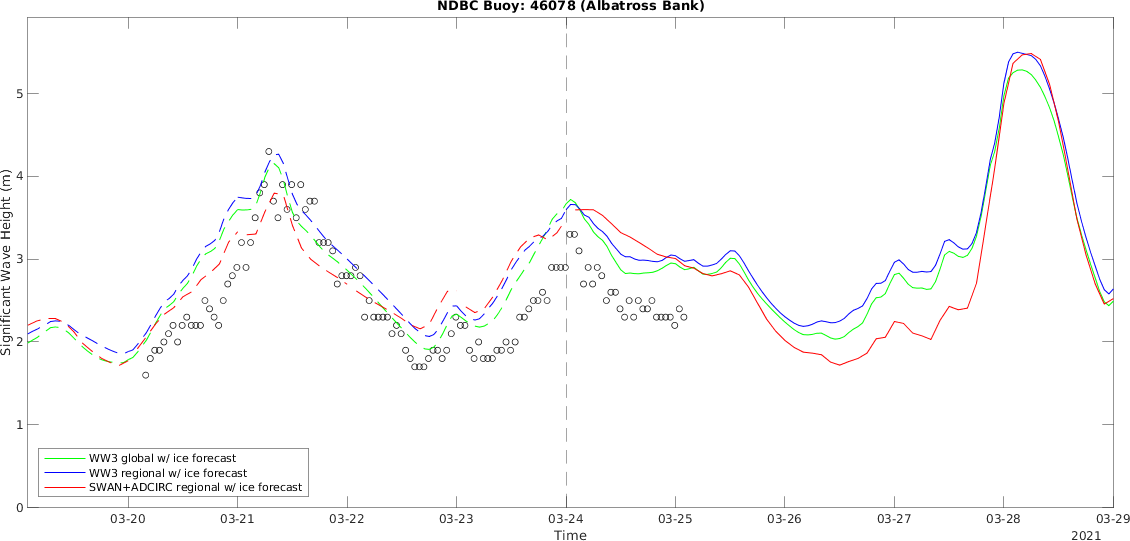 NDBC Buoy: 46078 (Albatross Bank)
Significant Wave Height (m)
5
4
3
2
1
0
WW3 global w/ ice forecast
WW3 regional w/ ice forecast
SWAN+ADCIRC regional w/ ice forecast
03-20 03-21 03-22 03-23 03-24 03-25 03-26 03-27 03-28 03-29
Time
2021